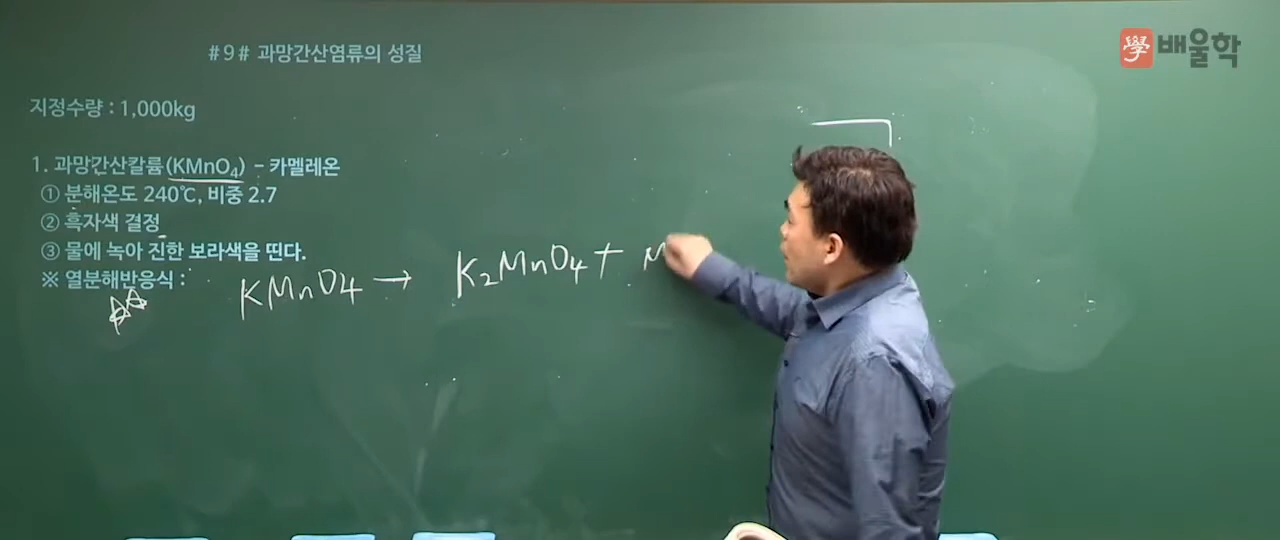 #9# 과망간산염류의 성질
學 배울학
지정수량 : 1,000kg
1. 과망간산칼륨(KMnO₄) - 카멜레온
① 분해온도 240℃, 비중 2.7
② 흑자색 결정
③ 물에 녹아 진한 보라색을 띤다.
※ 열분해반응식 :
KMnO4 → K2MnO4 + M